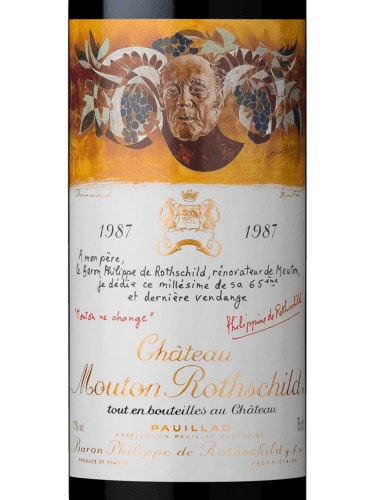 1987 1987
A mon père,
le Baron Philippe de Rothschild, rénovateur de Mouton,
je dédie ce millésime de sa 65ème
et dernière vendange
"Mouton ne change" Philippine de Rothschild
Château
Mouton Rothschild
tout en bouteilles au Château
PAUILLAC
APPELLATION PAUILLAC CONTROLÉE
Baron Philippe de Rothschild g.f.a
PRODUCE OF FRANCE PROPRIÉTAIRE